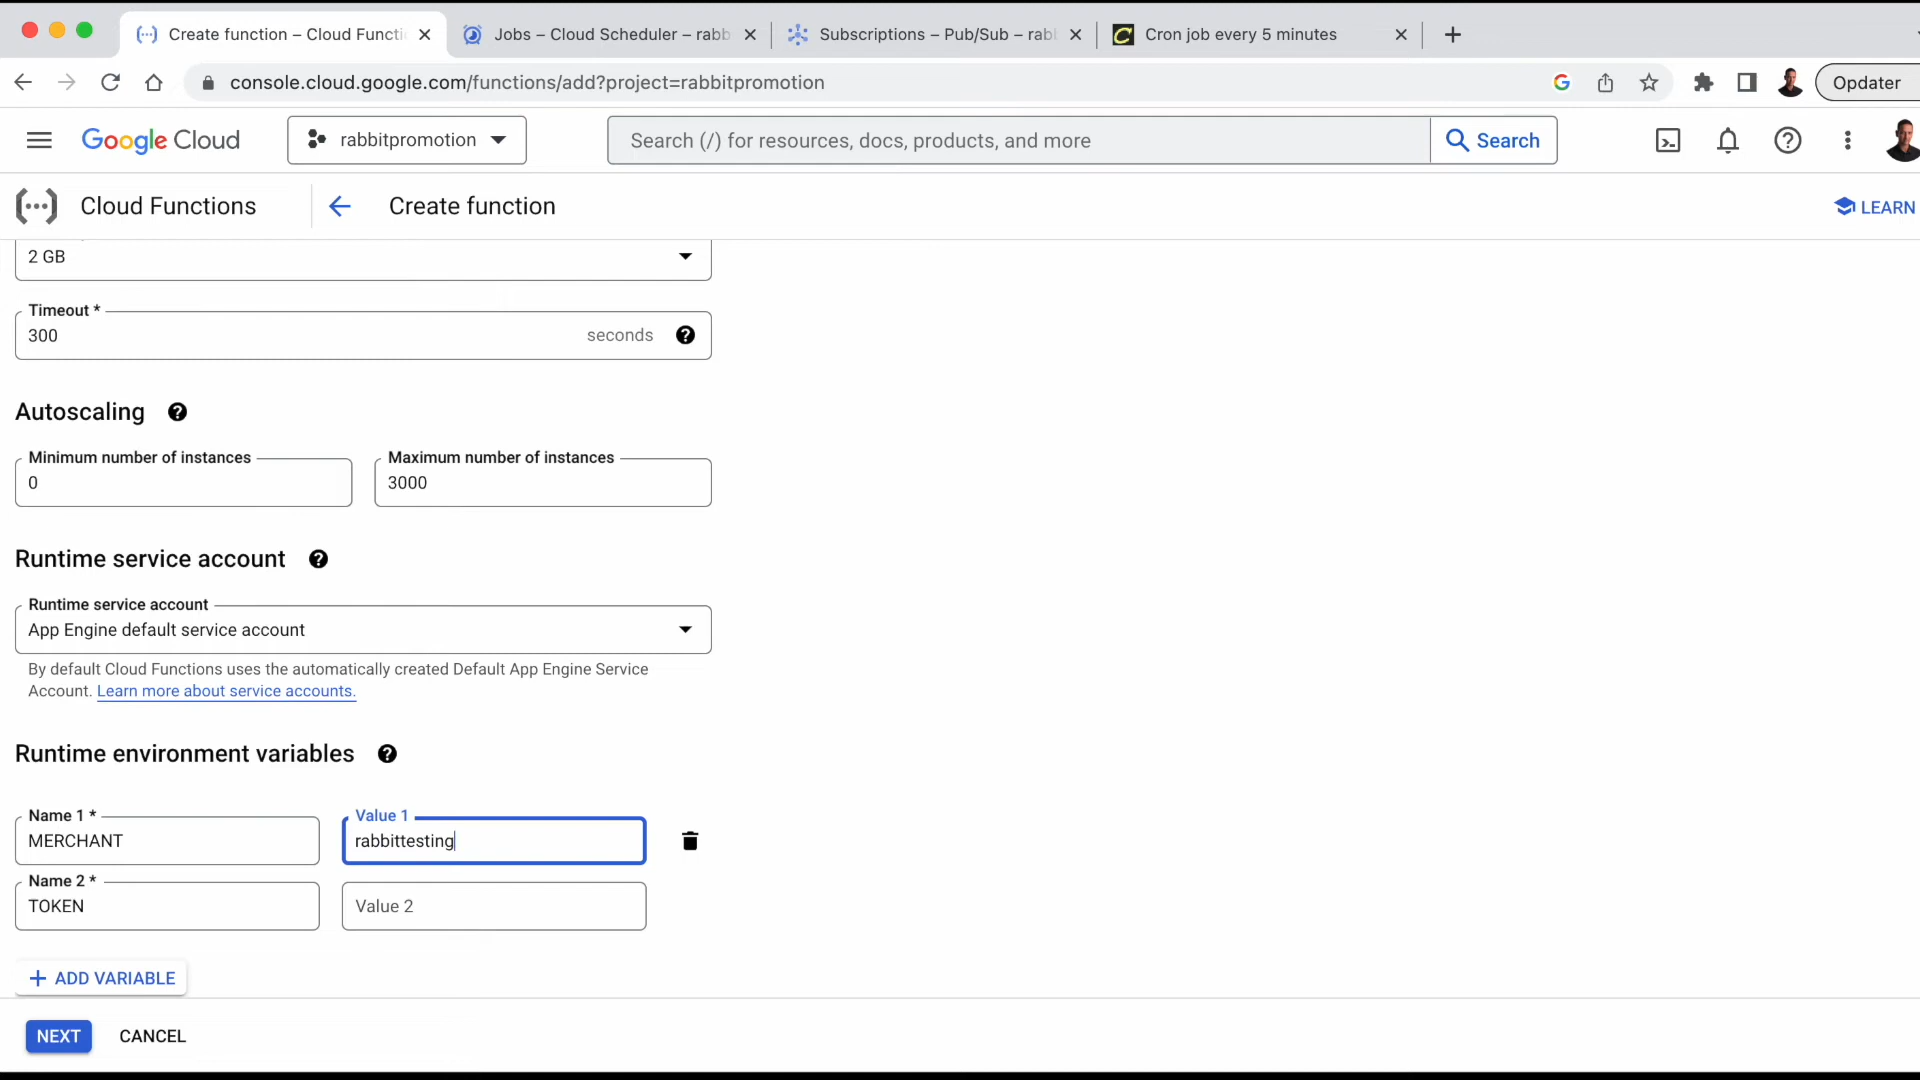 Create function – Cloud Functi
Jobs – Cloud Scheduler – rabb
Subscriptions – Pub/Sub – rab
Cron job every 5 minutes
console.cloud.google.com/functions/add?project=rabbitpromotion
Opdater
Google Cloud
rabbitpromotion
Search (/) for resources, docs, products, and more
Search
Cloud Functions
Create function
LEARN
2 GB
Timeout *
300
seconds
Autoscaling
Minimum number of instances
0
Maximum number of instances
3000
Runtime service account
Runtime service account
App Engine default service account
By default Cloud Functions uses the automatically created Default App Engine Service
Account. Learn more about service accounts.
Runtime environment variables
Name 1 *
MERCHANT
Value 1
rabbittesting
Name 2 *
TOKEN
Value 2
ADD VARIABLE
NEXT
CANCEL